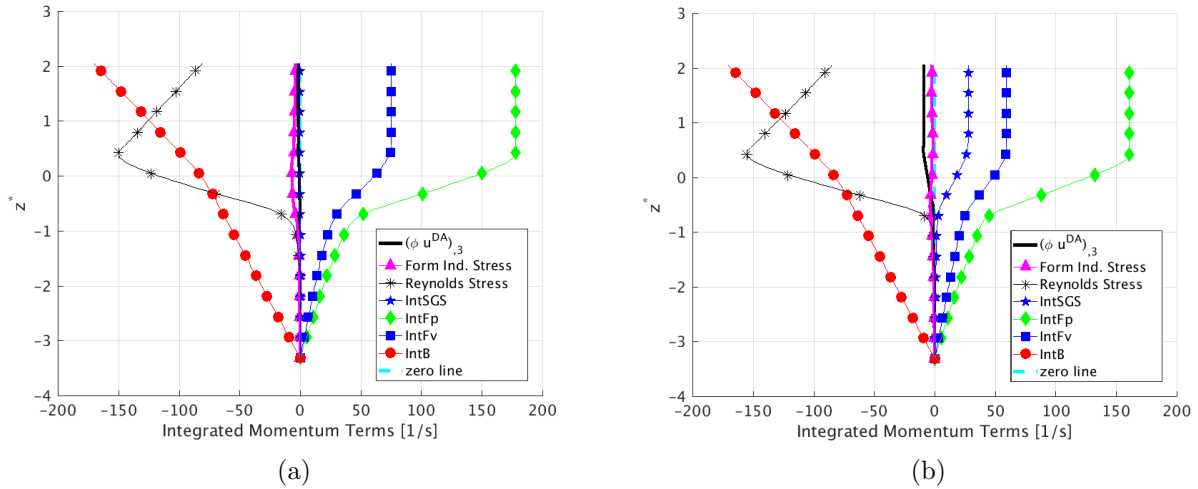 3
2
1
0
-1
-2
-3
-4
z*
-200 -150 -100 -50 0 50 100 150 200
Integrated Momentum Terms [1/s]
(ϕ u^DA),3
Form Ind. Stress
Reynolds Stress
IntSGS
IntFp
IntFv
IntB
zero line
(a)
3
2
1
0
-1
-2
-3
-4
z*
-200 -150 -100 -50 0 50 100 150 200
Integrated Momentum Terms [1/s]
(ϕ u^DA),3
Form Ind. Stress
Reynolds Stress
IntSGS
IntFp
IntFv
IntB
zero line
(b)